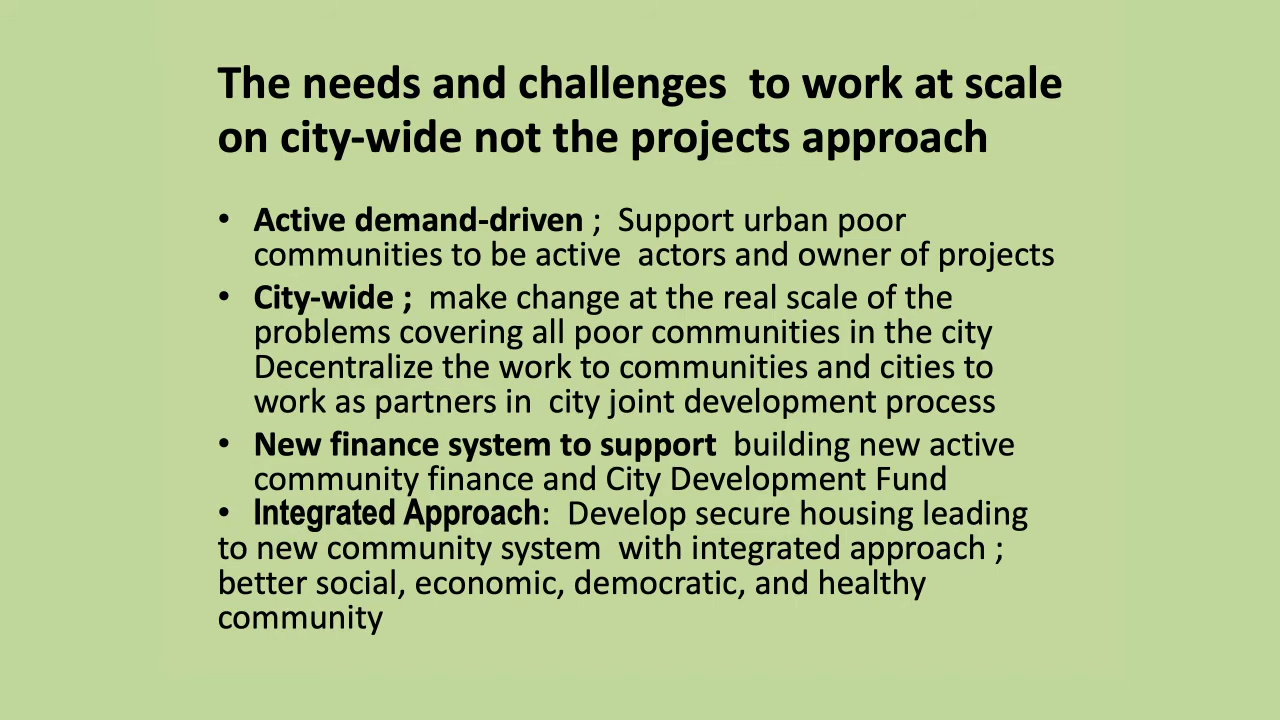 The needs and challenges  to work at scale
on city-wide not the projects approach
• Active demand-driven ;  Support urban poor
communities to be active  actors and owner of projects
• City-wide ;  make change at the real scale of the
problems covering all poor communities in the city
Decentralize the work to communities and cities to
work as partners in  city joint development process
• New finance system to support  building new active
community finance and City Development Fund
• Integrated Approach:  Develop secure housing leading
to new community system  with integrated approach ;
better social, economic, democratic, and healthy
community